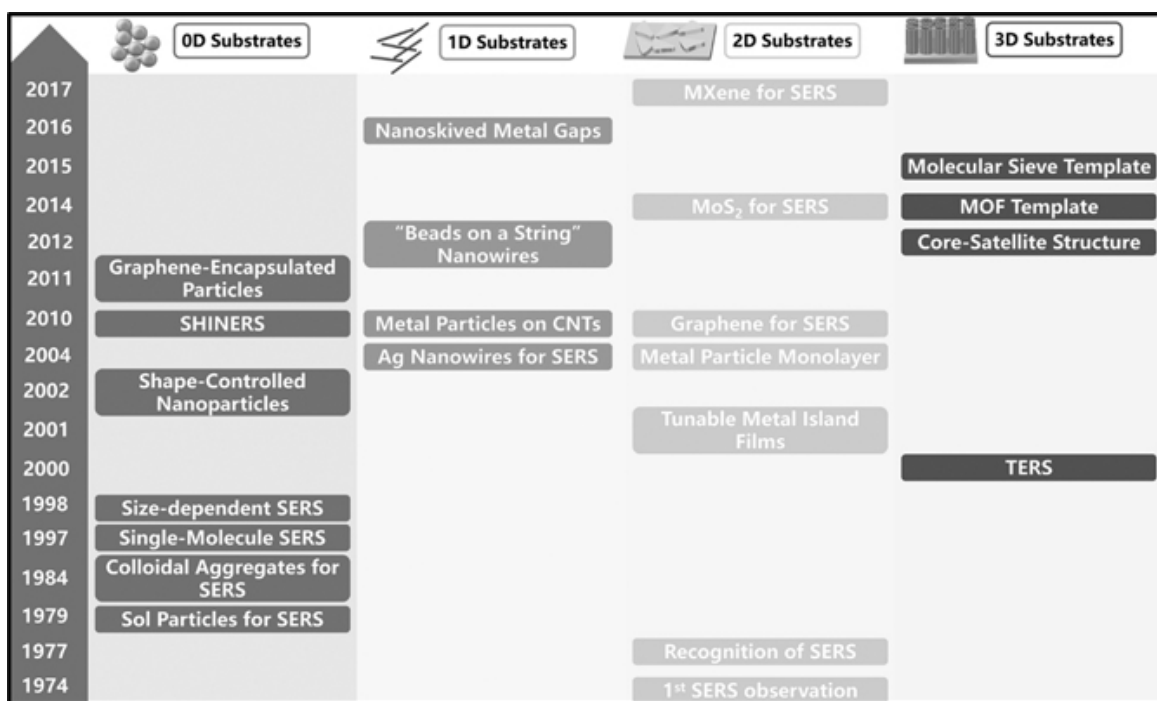 0D Substrates 1D Substrates 2D Substrates 3D Substrates
2017 MXene for SERS
2016 Nanoskived Metal Gaps
2015 Molecular Sieve Template
2014 MoS₂ for SERS MOF Template
2012 “Beads on a String”
Nanowires Core-Satellite Structure
2011 Graphene-Encapsulated
Particles
2010 SHINERS Metal Particles on CNTs Graphene for SERS
2004 Ag Nanowires for SERS Metal Particle Monolayer
2002 Shape-Controlled
Nanoparticles
2001 Tunable Metal Island
Films
2000 TERS
1998 Size-dependent SERS
1997 Single-Molecule SERS
1984 Colloidal Aggregates for
SERS
1979 Sol Particles for SERS
1977 Recognition of SERS
1974 1ˢᵗ SERS observation